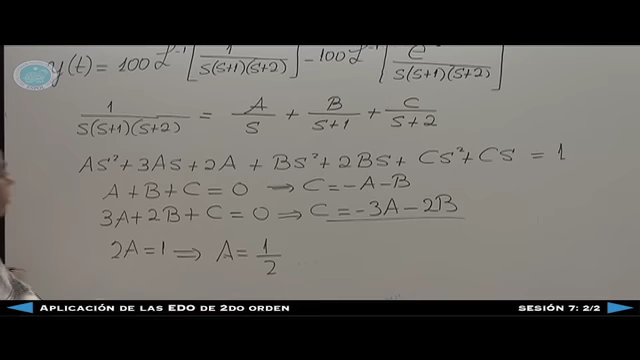 y(t) = 100 ℒ⁻¹ [ 1 / S(S+1)(S+2) ] − 100 ℒ⁻¹ [ e / S(S+1)(S+2) ]
1 / S(S+1)(S+2) = A / S + B / S+1 + C / S+2
AS² + 3AS + 2A + BS² + 2BS + CS² + CS = 1
A + B + C = 0 ⟹ C = −A − B
3A + 2B + C = 0 ⟹ C = −3A − 2B
2A = 1 ⟹ A = 1 / 2
APLICACIÓN DE LAS EDO DE 2DO ORDEN SESIÓN 7: 2/2